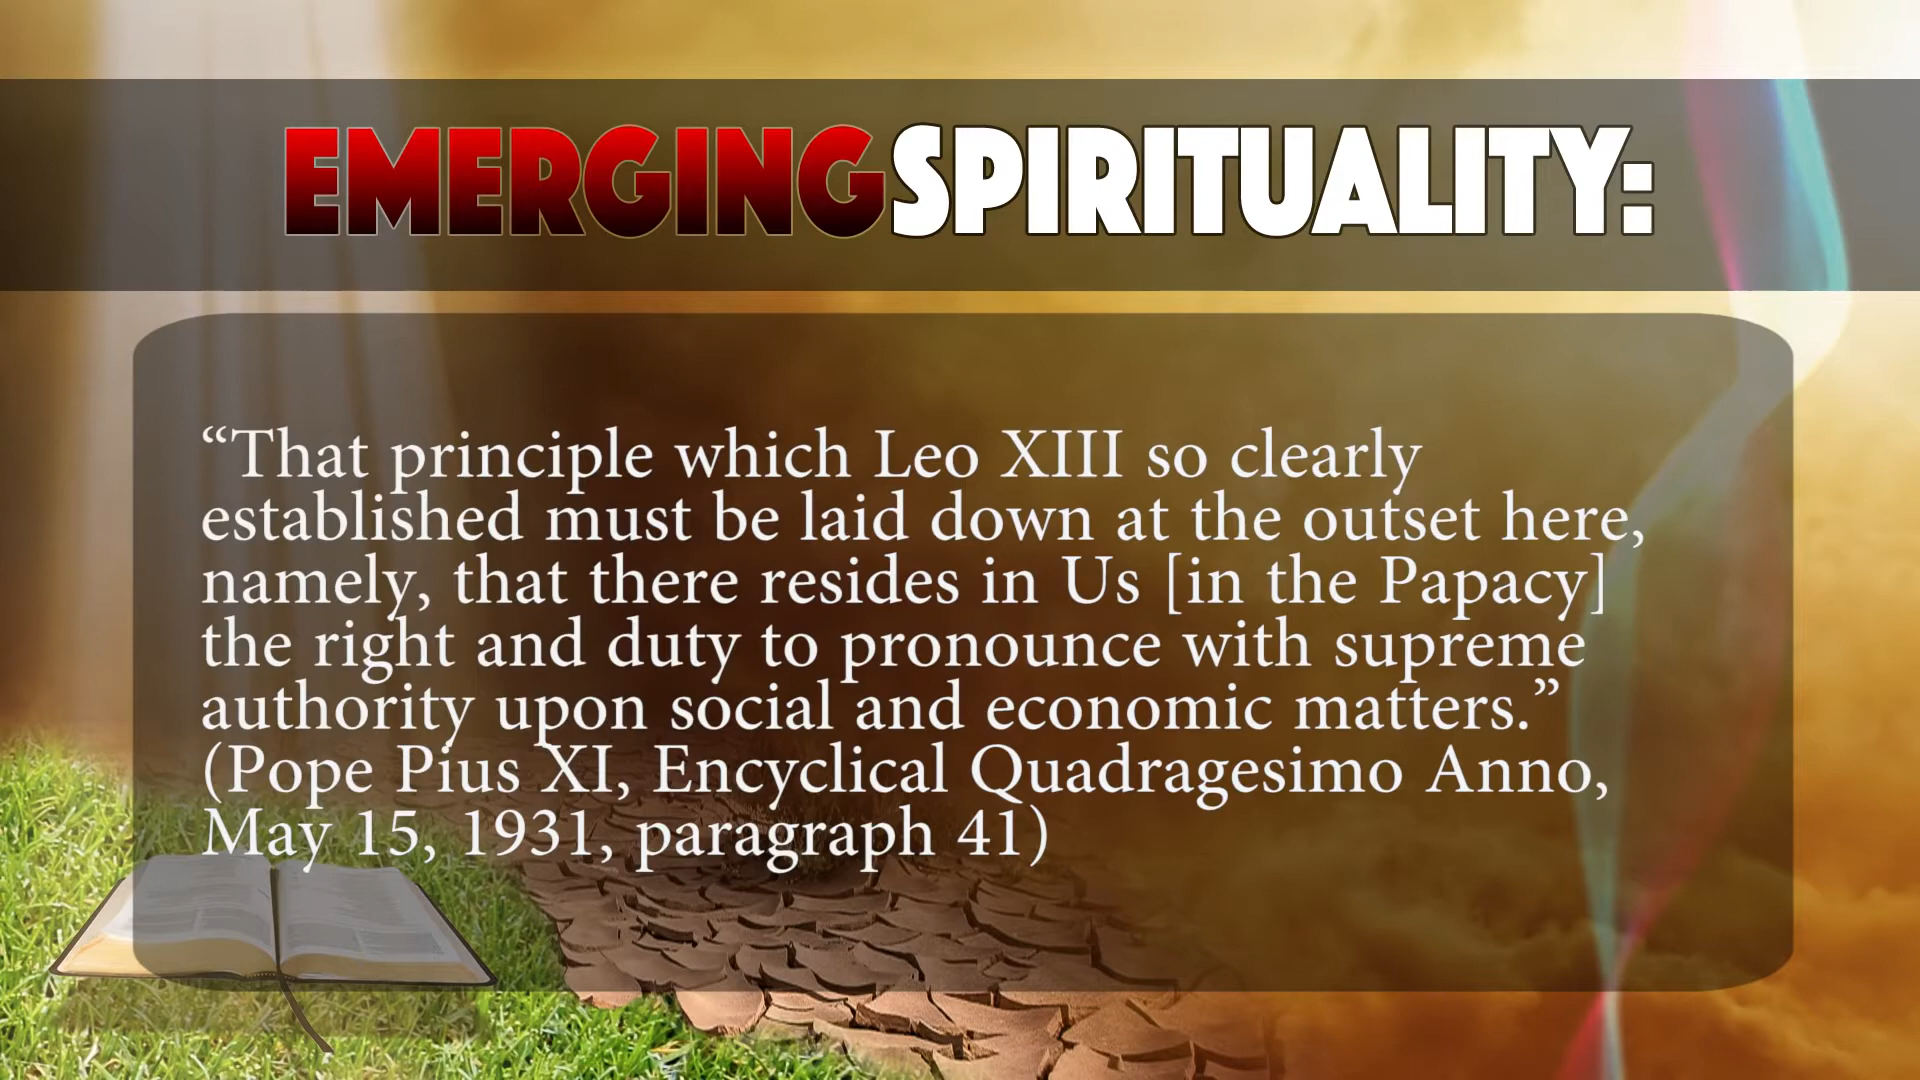 EMERGING SPIRITUALITY:
“That principle which Leo XIII so clearly
established must be laid down at the outset here,
namely, that there resides in Us [in the Papacy]
the right and duty to pronounce with supreme
authority upon social and economic matters.”
(Pope Pius XI, Encyclical Quadragesimo Anno,
May 15, 1931, paragraph 41)